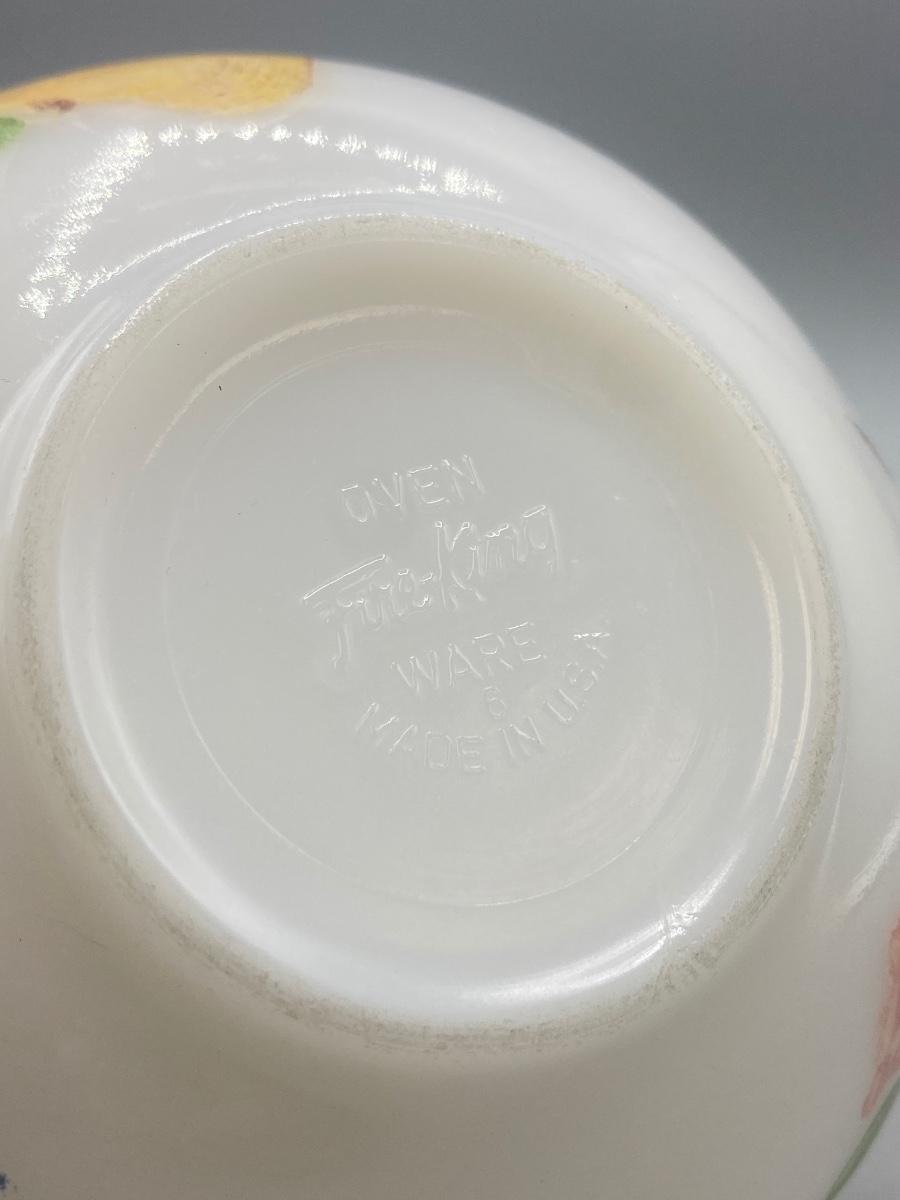 OVEN
Fire-King
WARE
6
MADE IN U.S.A